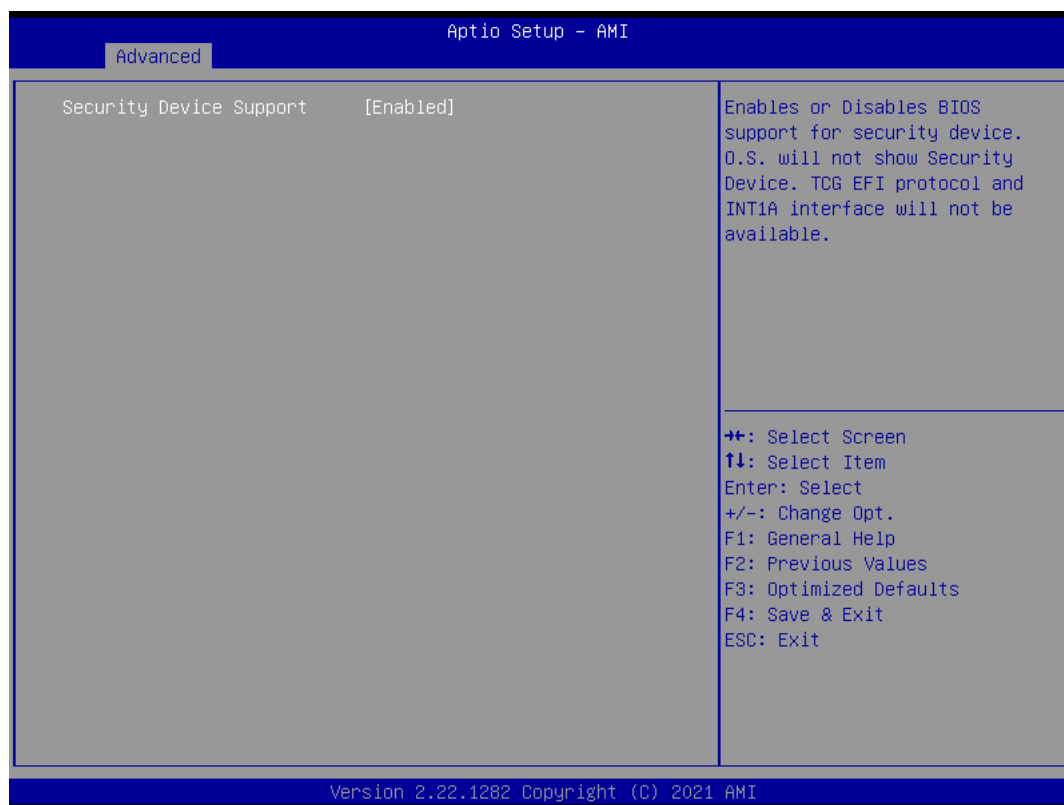 Aptio Setup – AMI
Advanced
Security Device Support [Enabled]
Enables or Disables BIOS
support for security device.
O.S. will not show Security
Device. TCG EFI protocol and
INT1A interface will not be
available.
→←: Select Screen
↑↓: Select Item
Enter: Select
+/-: Change Opt.
F1: General Help
F2: Previous Values
F3: Optimized Defaults
F4: Save & Exit
ESC: Exit
Version 2.22.1282 Copyright (C) 2021 AMI